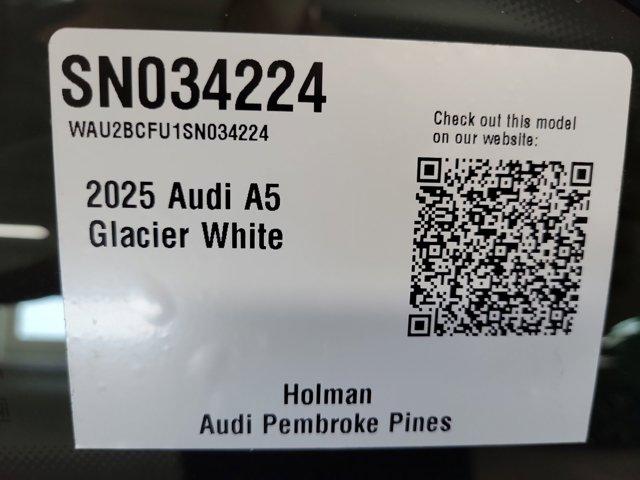 SN034224
WAU2BCFU1SN034224
Check out this model
on our website:
2025 Audi A5
Glacier White
Holman
Audi Pembroke Pines